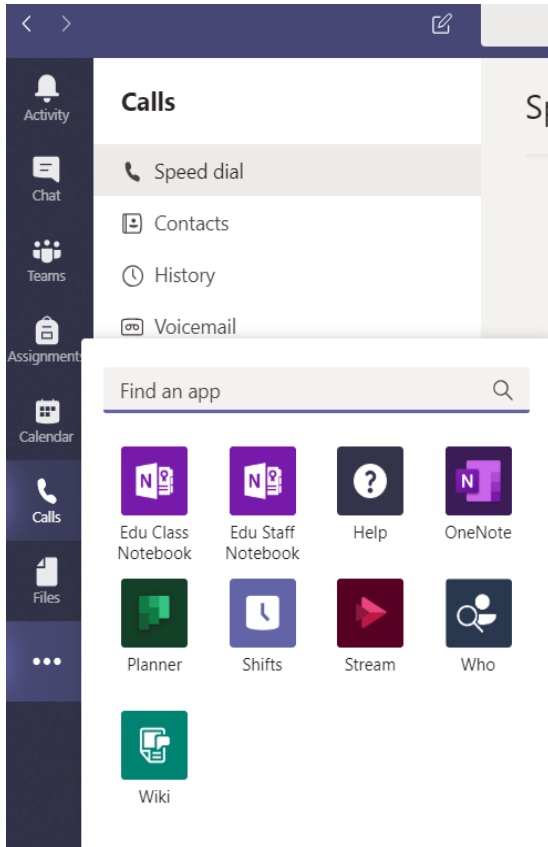 Activity
Chat
Teams
Assignments
Calendar
Calls
Files
Calls
Speed dial
Contacts
History
Voicemail
Find an app
Edu Class
Notebook
Edu Staff
Notebook
Help
OneNote
Planner
Shifts
Stream
Who
Wiki
Sp